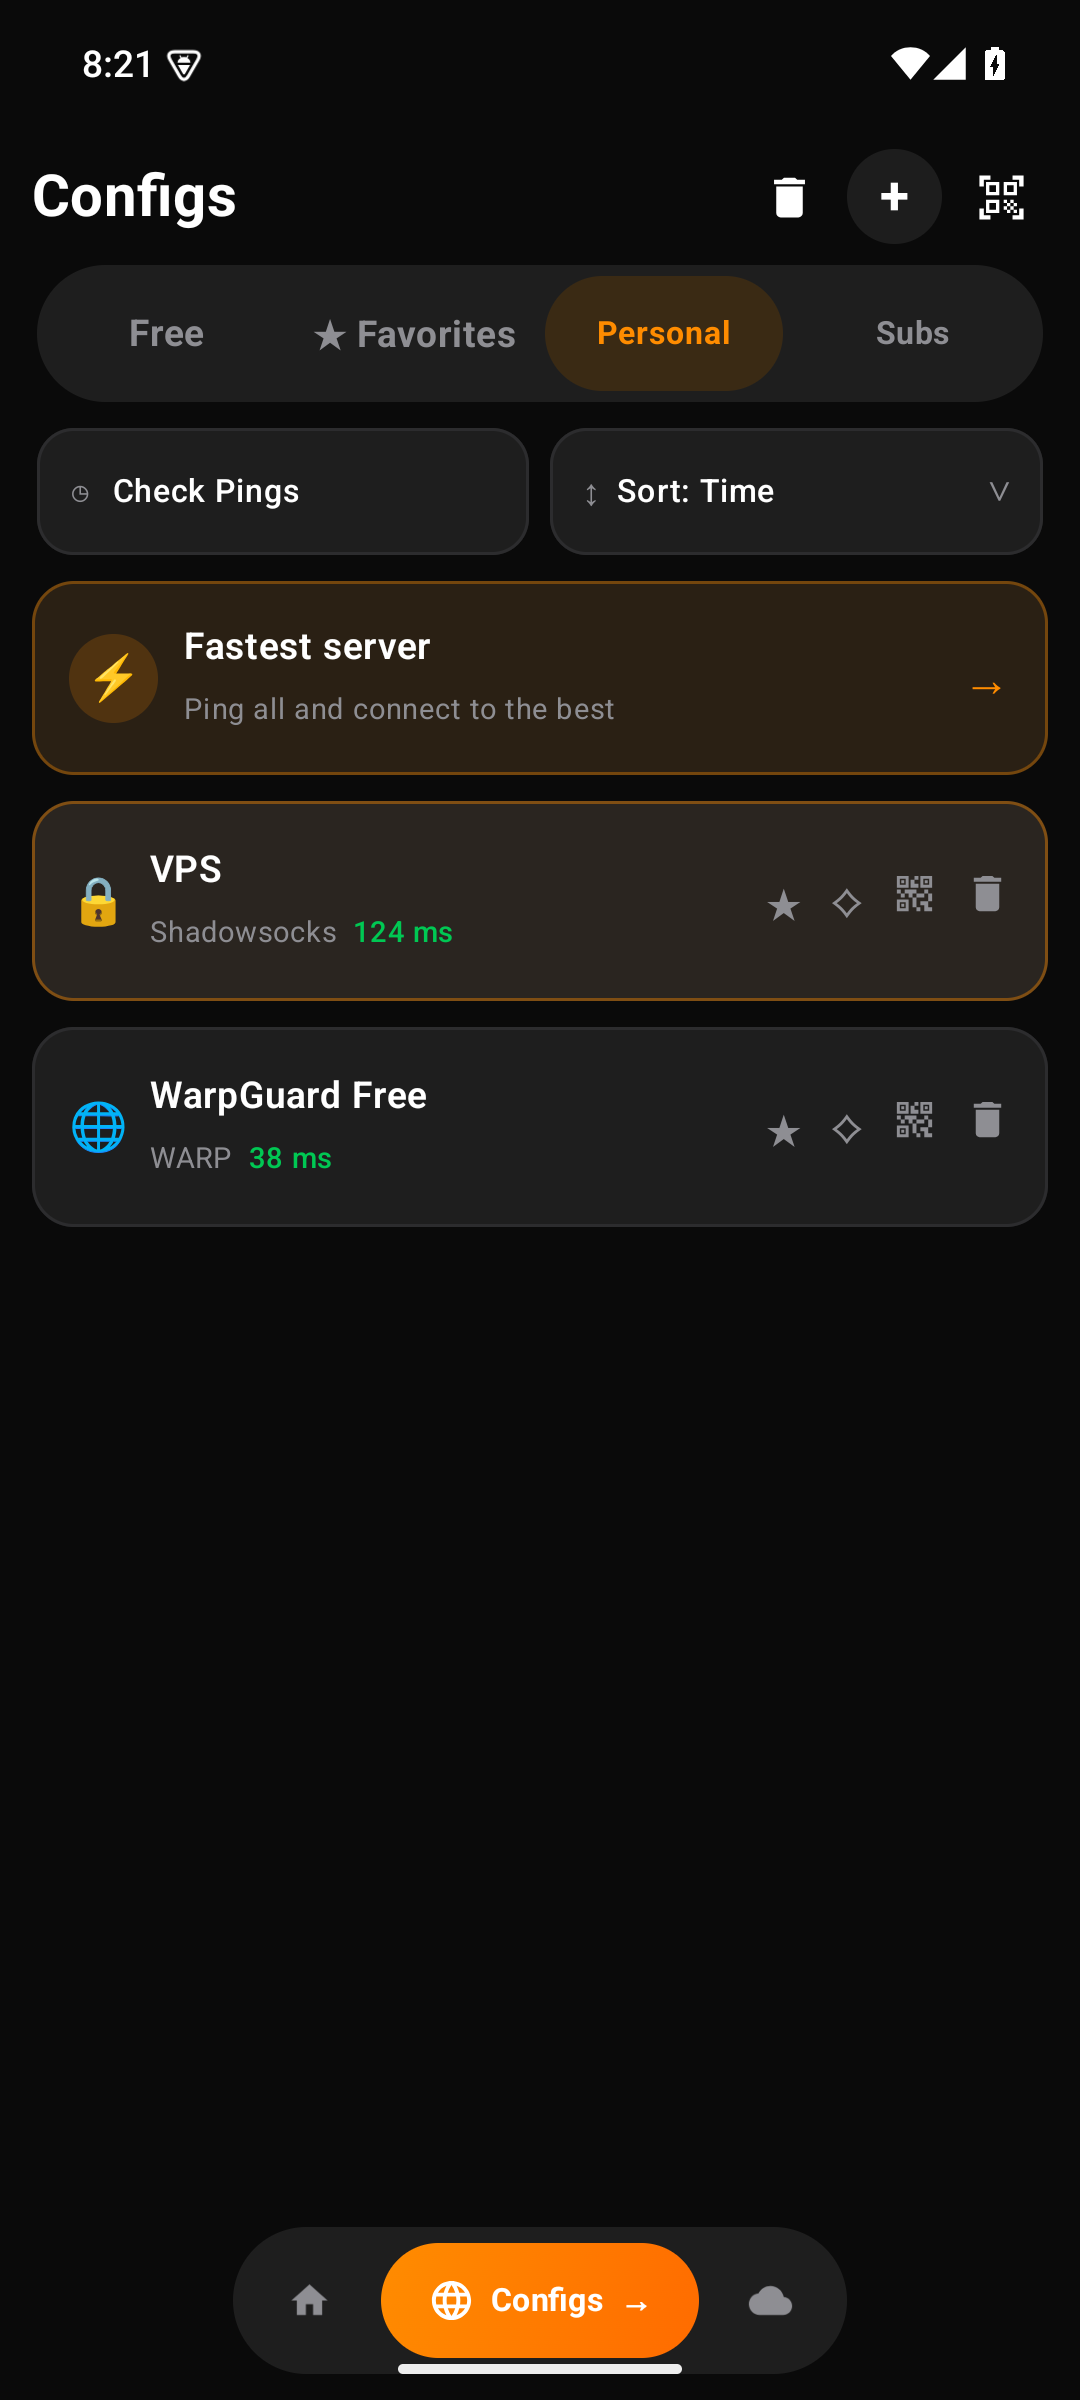 8:21
Configs
Free
★ Favorites
Personal
Subs
Check Pings
Sort: Time
Fastest server
Ping all and connect to the best
→
VPS
Shadowsocks 124 ms
WarpGuard Free
WARP 38 ms
Configs →